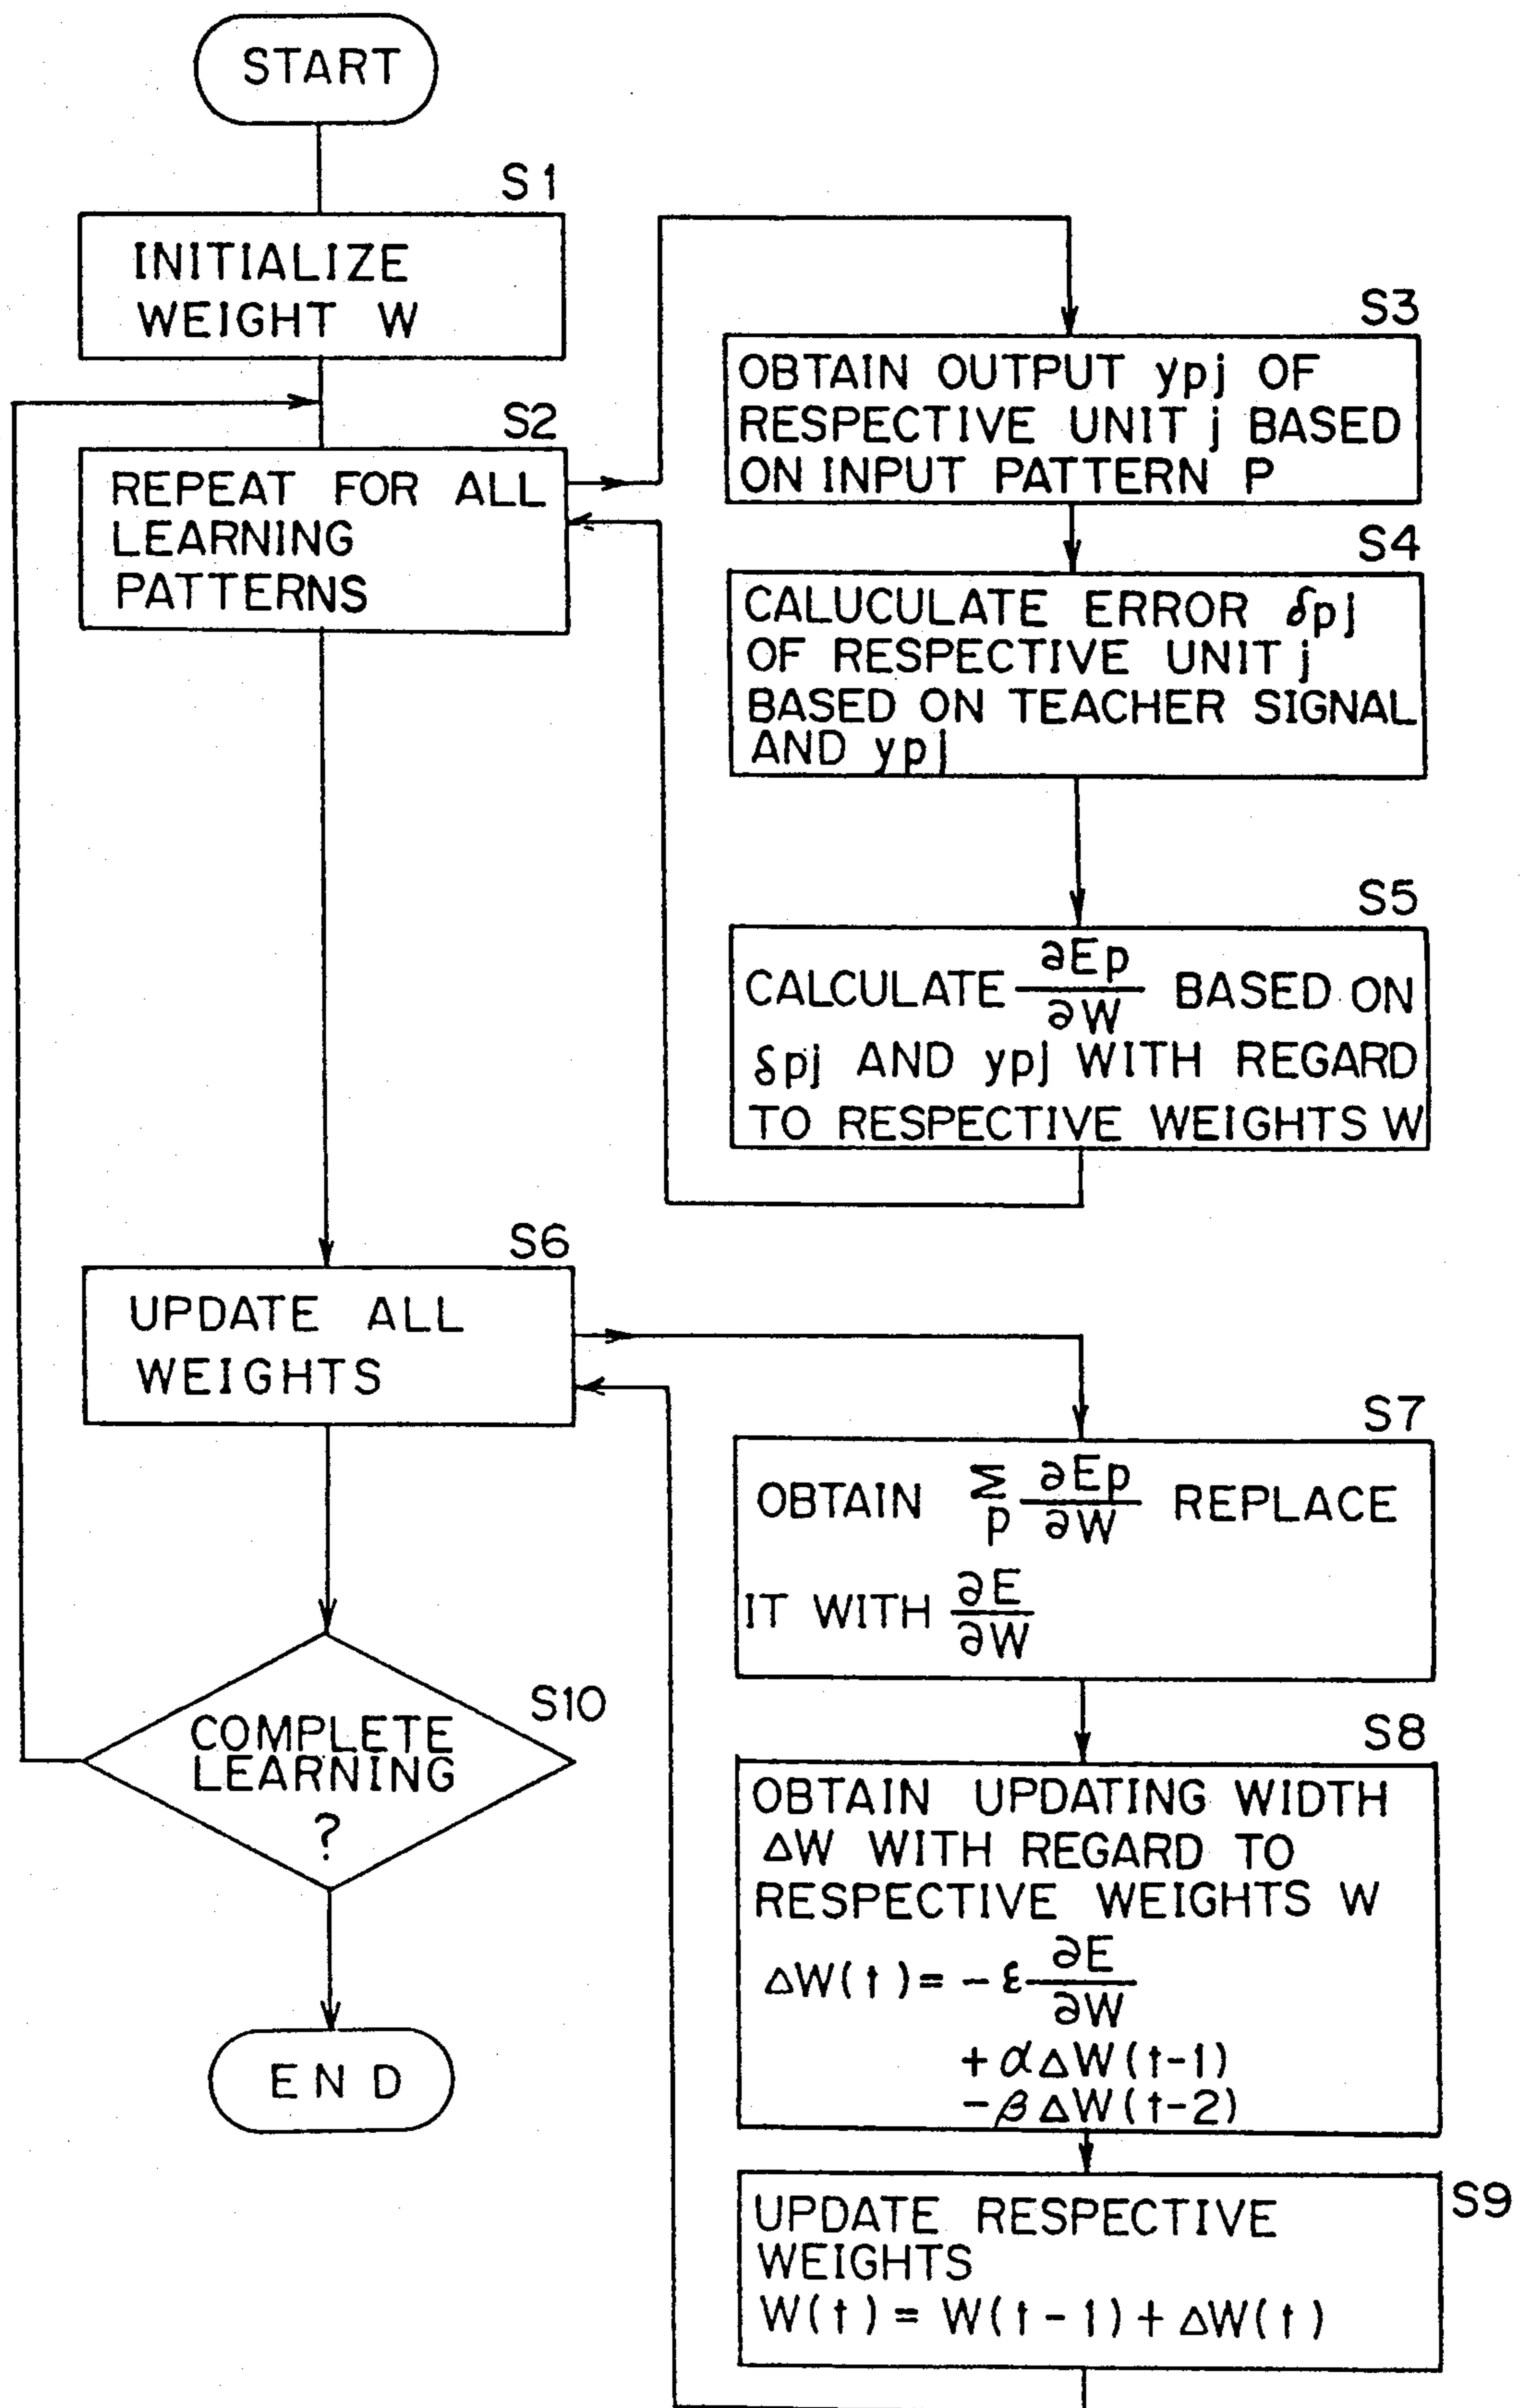 START
S1
INITIALIZE
WEIGHT W
S2
REPEAT FOR ALL
LEARNING
PATTERNS
S3
OBTAIN OUTPUT ypj OF
RESPECTIVE UNIT j BASED
ON INPUT PATTERN P
S4
CALUCULATE ERROR δpj
OF RESPECTIVE UNIT j
BASED ON TEACHER SIGNAL
AND ypj
S5
CALCULATE ∂Ep/∂W BASED ON
δpj AND ypj WITH REGARD
TO RESPECTIVE WEIGHTS W
S6
UPDATE ALL
WEIGHTS
S7
OBTAIN Σp ∂Ep/∂W REPLACE
IT WITH ∂E/∂W
S8
OBTAIN UPDATING WIDTH
ΔW WITH REGARD TO
RESPECTIVE WEIGHTS W
ΔW(t)= -ε ∂E/∂W
+αΔW(t-1)
-βΔW(t-2)
S9
UPDATE RESPECTIVE
WEIGHTS
W(t)=W(t-1)+ΔW(t)
S10
COMPLETE
LEARNING
?
END